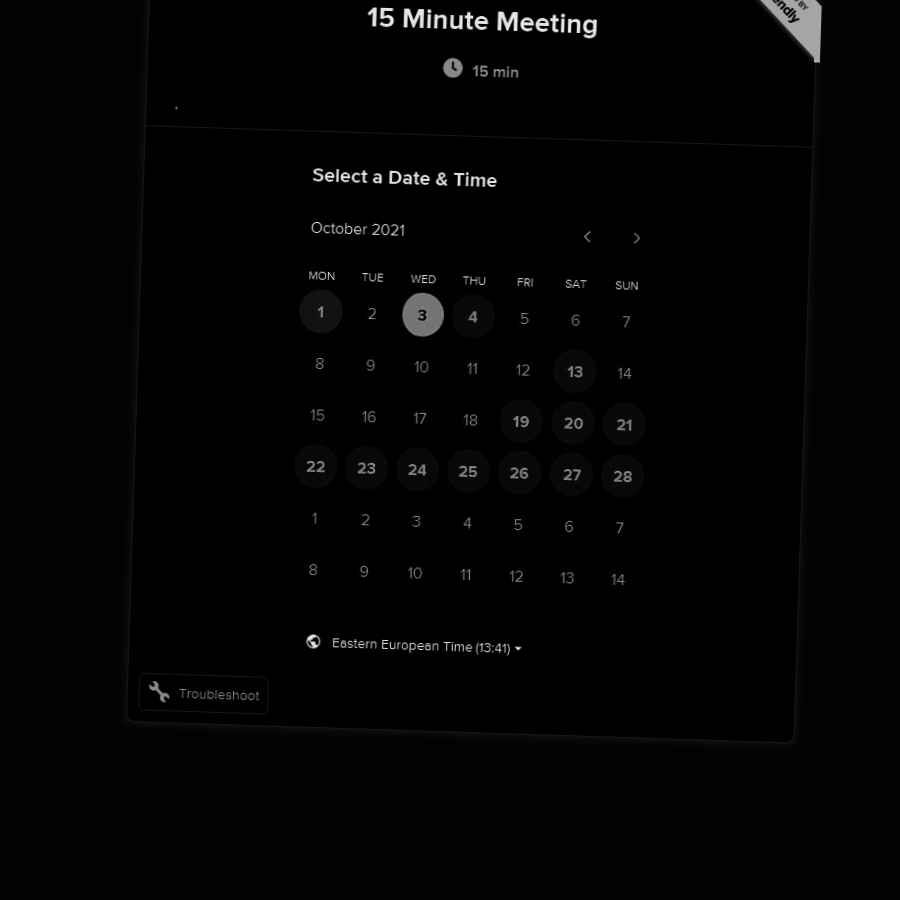 15 Minute Meeting
BY
endly
15 min
Select a Date & Time
October 2021
MON TUE WED THU FRI SAT SUN
1 2 3 4 5 6 7
8 9 10 11 12 13 14
15 16 17 18 19 20 21
22 23 24 25 26 27 28
1 2 3 4 5 6 7
8 9 10 11 12 13 14
Eastern European Time (13:41)
Troubleshoot